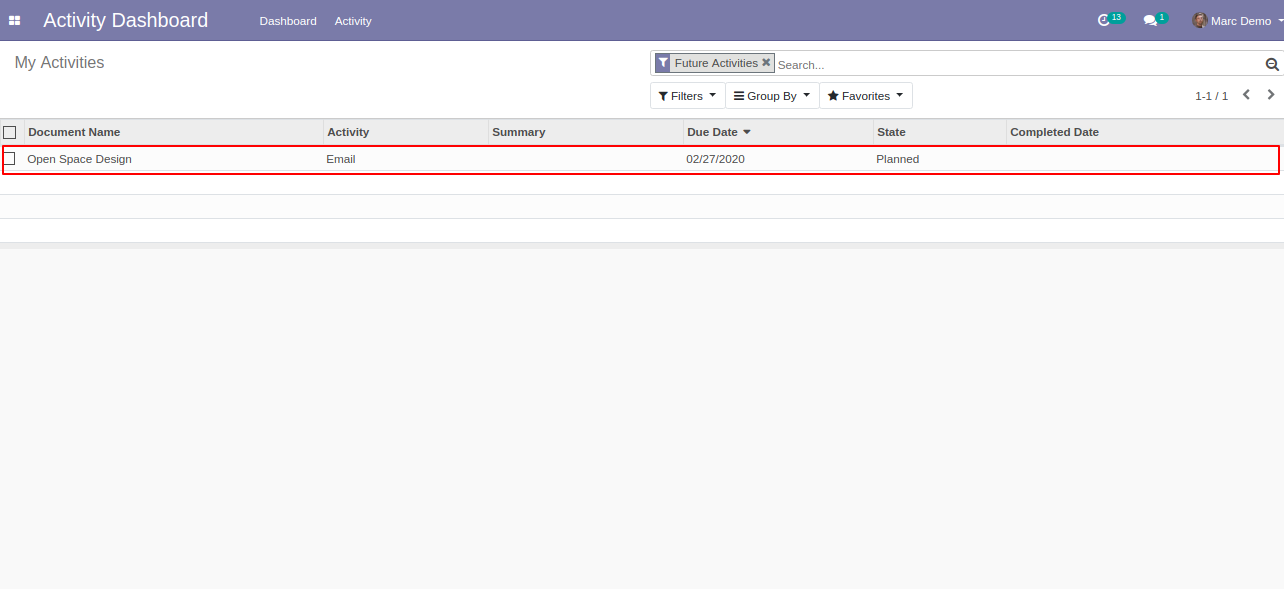 Activity Dashboard Dashboard Activity 13 1 Marc Demo
My Activities
Future Activities Search...
Filters Group By Favorites 1-1 / 1
Document Name Activity Summary Due Date State Completed Date
Open Space Design Email 02/27/2020 Planned